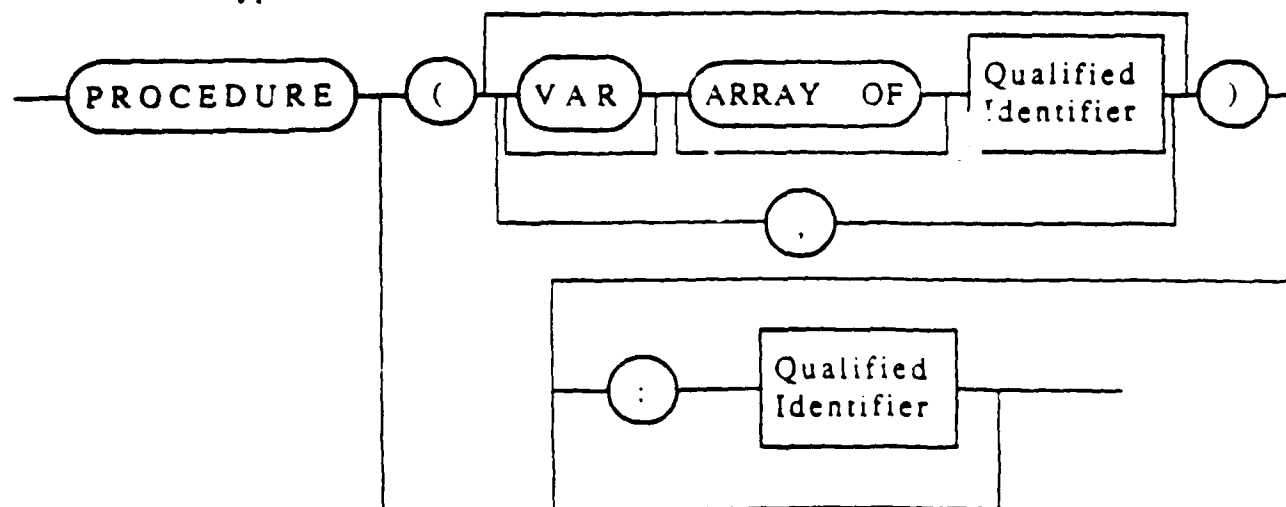 PROCEDURE ( VAR ARRAY OF Qualified Identifier )
,
: Qualified Identifier